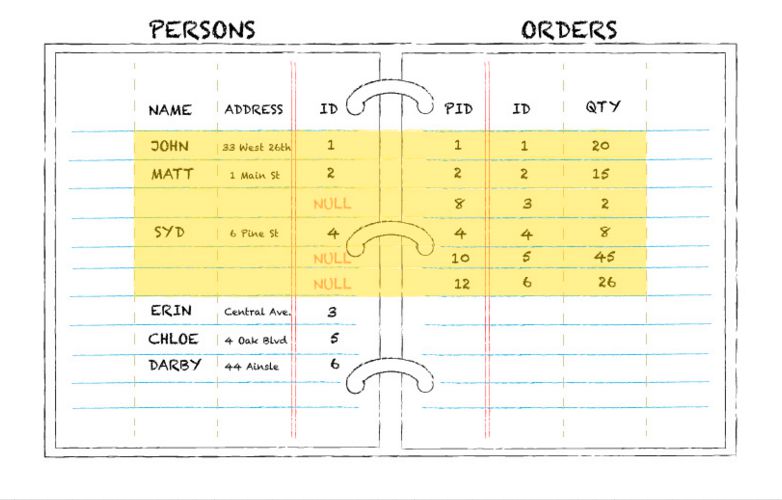 PERSONS ORDERS
NAME ADDRESS ID PID ID QTY
JOHN 33 West 26th 1 1 1 20
MATT 1 Main St 2 2 2 15
NULL 8 3 2
SYD 6 Pine St 4 4 4 8
NULL 10 5 45
NULL 12 6 26
ERIN Central Ave. 3
CHLOE 4 Oak Blvd 5
DARBY 44 Ainsle 6